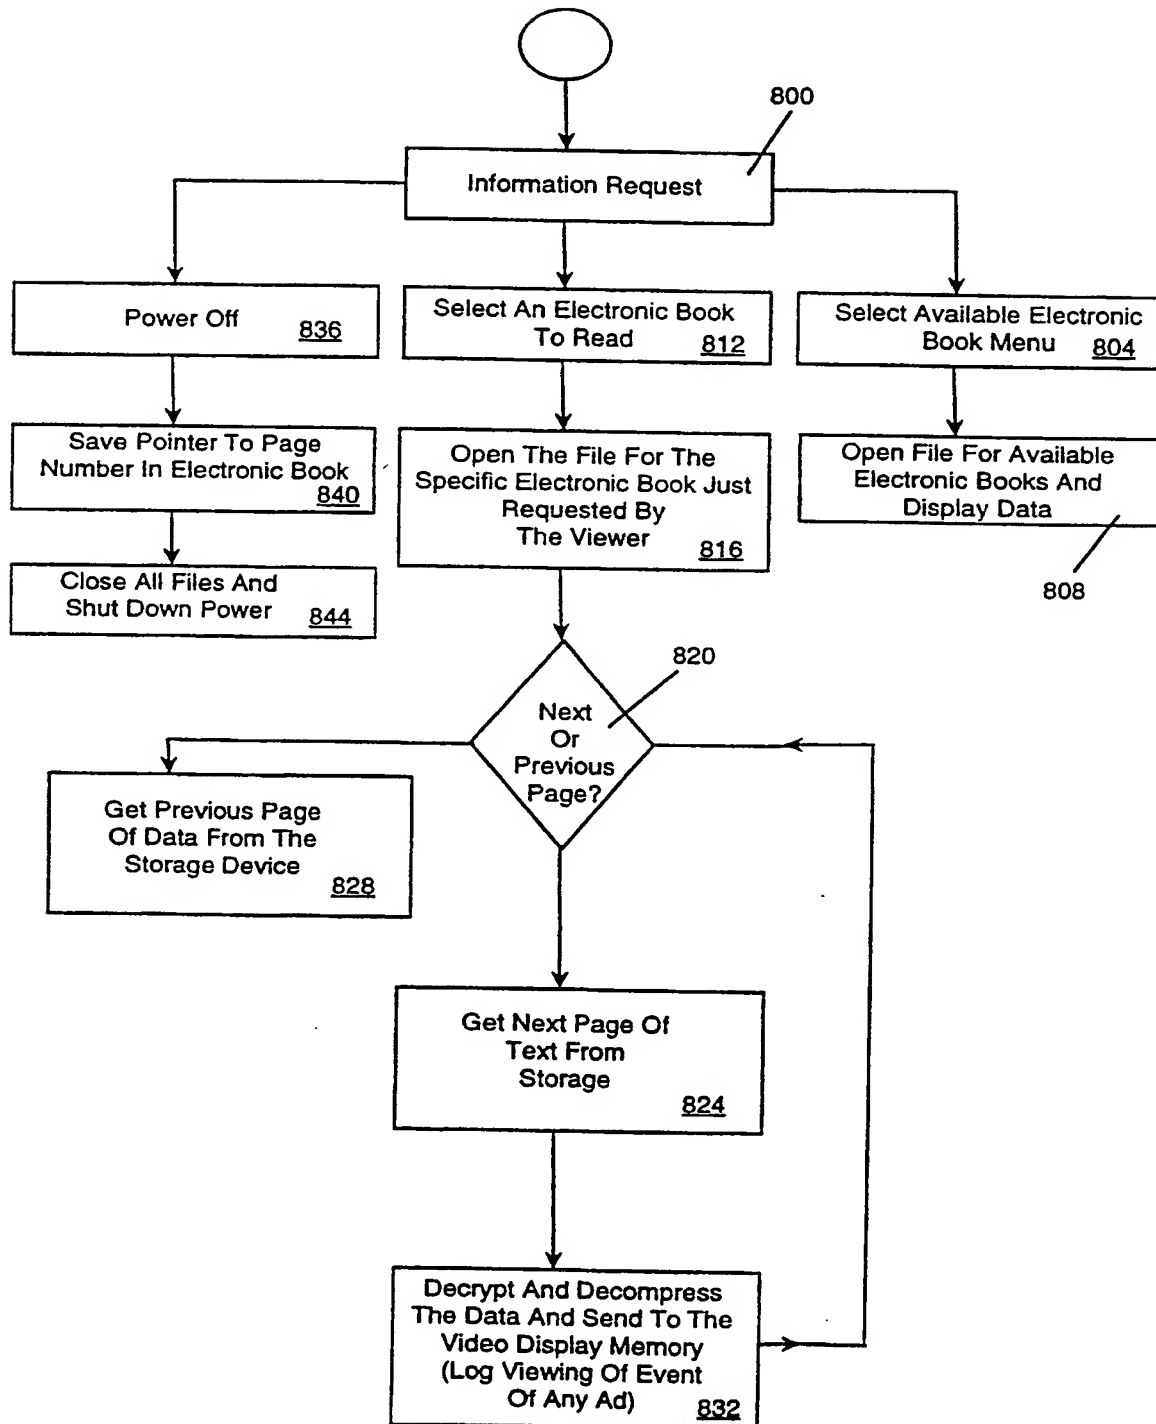 800
Information Request
Power Off
836
Select An Electronic Book
To Read
812
Select Available Electronic
Book Menu
804
Save Pointer To Page
Number In Electronic Book
840
Open The File For The
Specific Electronic Book Just
Requested By
The Viewer
816
Open File For Available
Electronic Books And
Display Data
808
Close All Files And
Shut Down Power
844
820
Next
Or
Previous
Page?
Get Previous Page
Of Data From The
Storage Device
828
Get Next Page Of
Text From
Storage
824
Decrypt And Decompress
The Data And Send To The
Video Display Memory
(Log Viewing Of Event
Of Any Ad)
832